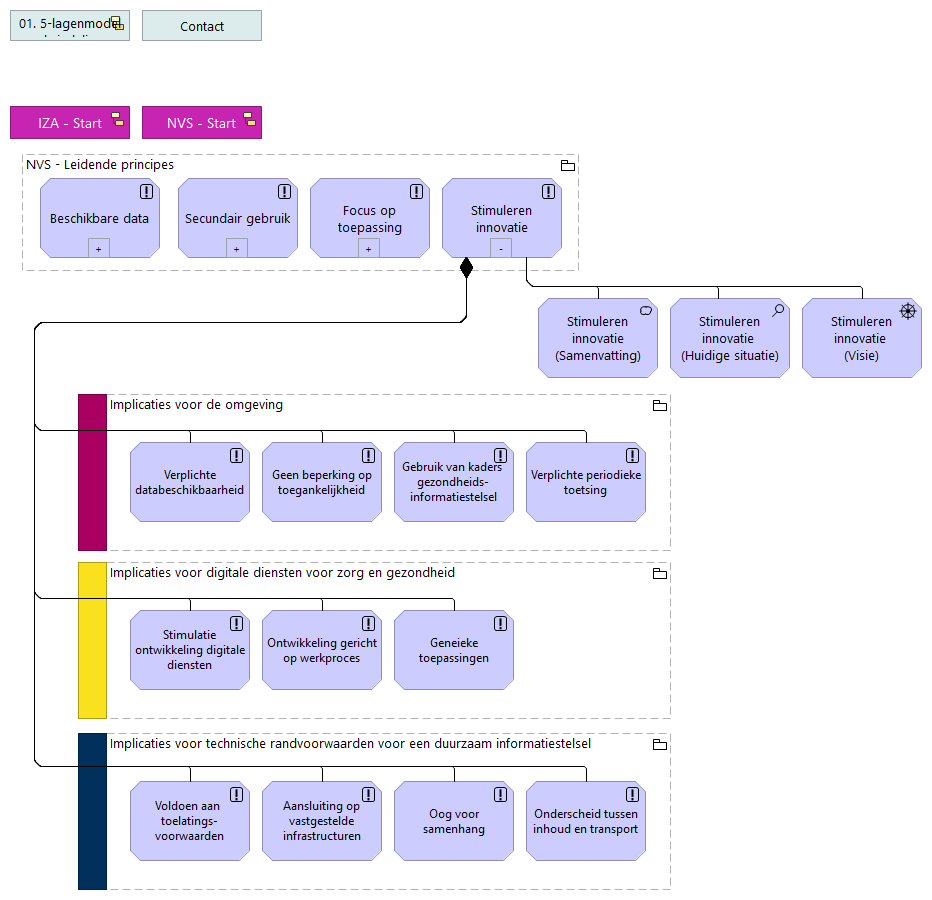 01. 5-lagenmodel
Contact
IZA - Start
NVS - Start
NVS - Leidende principes
Beschikbare data
+
Secundair gebruik
+
Focus op
toepassing
+
Stimuleren
innovatie
-
Stimuleren
innovatie
(Samenvatting)
Stimuleren
innovatie
(Huidige situatie)
Stimuleren
innovatie
(Visie)
Implicaties voor de omgeving
Verplichte
databeschikbaarheid
Geen beperking op
toegankelijkheid
Gebruik van kaders
gezondheids-
informatiestelsel
Verplichte periodieke
toetsing
Implicaties voor digitale diensten voor zorg en gezondheid
Stimulatie
ontwikkeling digitale
diensten
Ontwikkeling gericht
op werkproces
Geneieke
toepassingen
Implicaties voor technische randvoorwaarden voor een duurzaam informatiestelsel
Voldoen aan
toelatings-
voorwaarden
Aansluiting op
vastgestelde
infrastructuren
Oog voor
samenhang
Onderscheid tussen
inhoud en transport